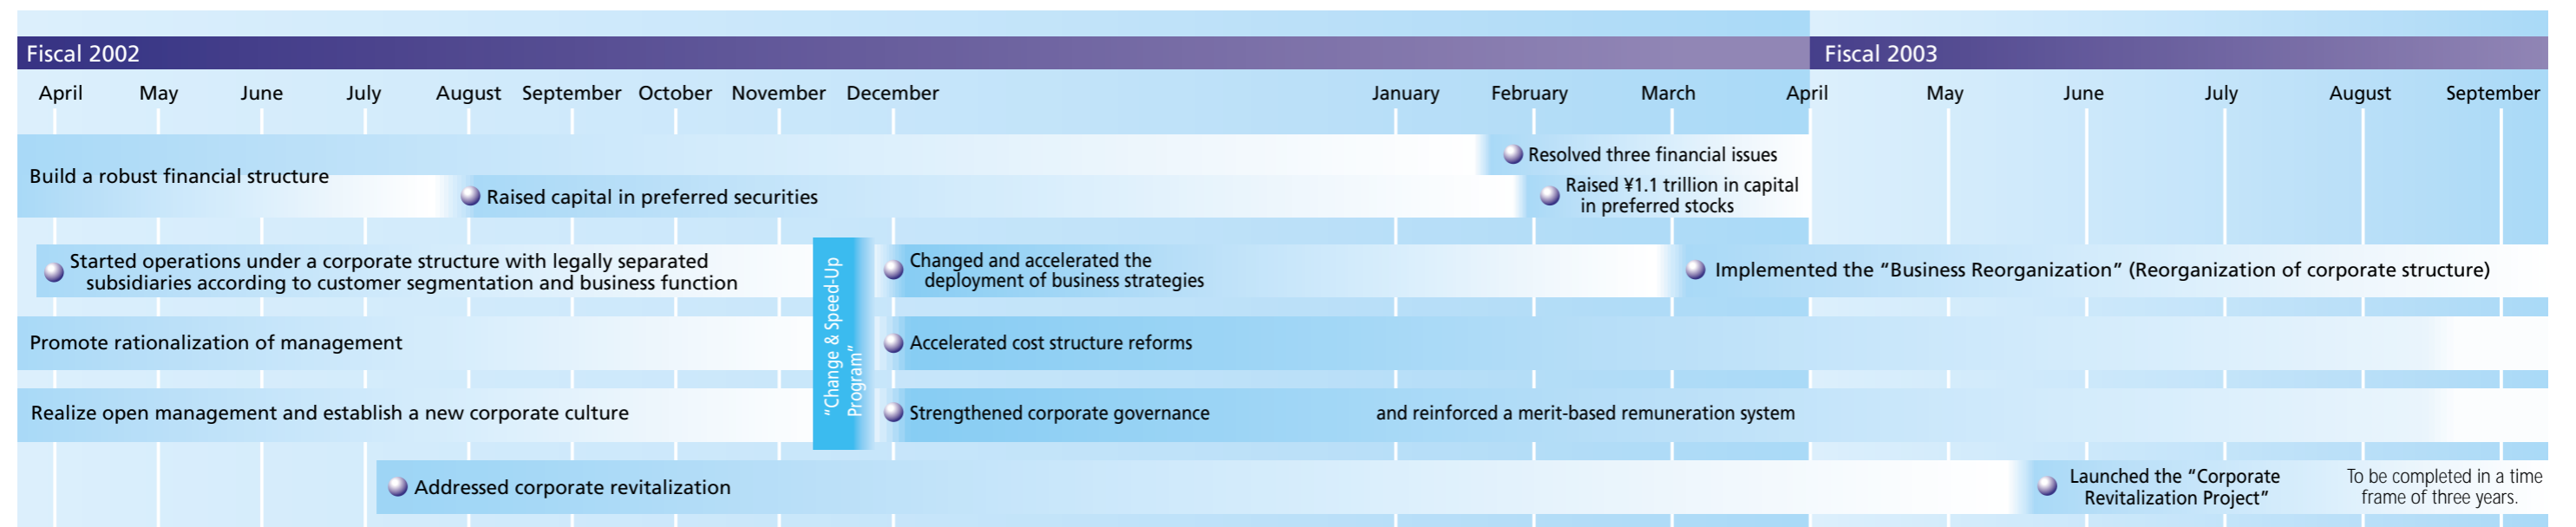 Fiscal 2002
Fiscal 2003
April May June July August September October November December January February March April May June July August September
Build a robust financial structure
Resolved three financial issues
Raised capital in preferred securities
Raised ¥1.1 trillion in capital
in preferred stocks
Started operations under a corporate structure with legally separated
subsidiaries according to customer segmentation and business function
"Change & Speed-Up
Program"
Changed and accelerated the
deployment of business strategies
Implemented the “Business Reorganization” (Reorganization of corporate structure)
Promote rationalization of management
Accelerated cost structure reforms
Realize open management and establish a new corporate culture
Strengthened corporate governance and reinforced a merit-based remuneration system
Addressed corporate revitalization
Launched the “Corporate
Revitalization Project”
To be completed in a time
frame of three years.